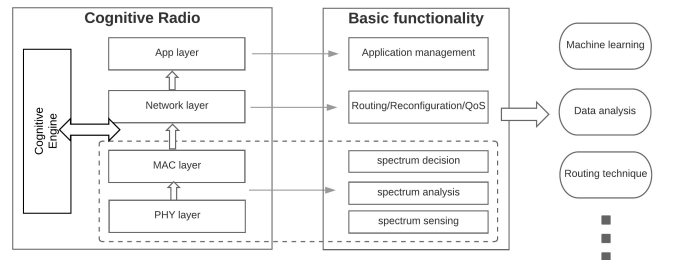 Cognitive Radio
Basic functionality
Cognitive
Engine
App layer
Network layer
MAC layer
PHY layer
Application management
Routing/Reconfiguration/QoS
spectrum decision
spectrum analysis
spectrum sensing
Machine learning
Data analysis
Routing technique